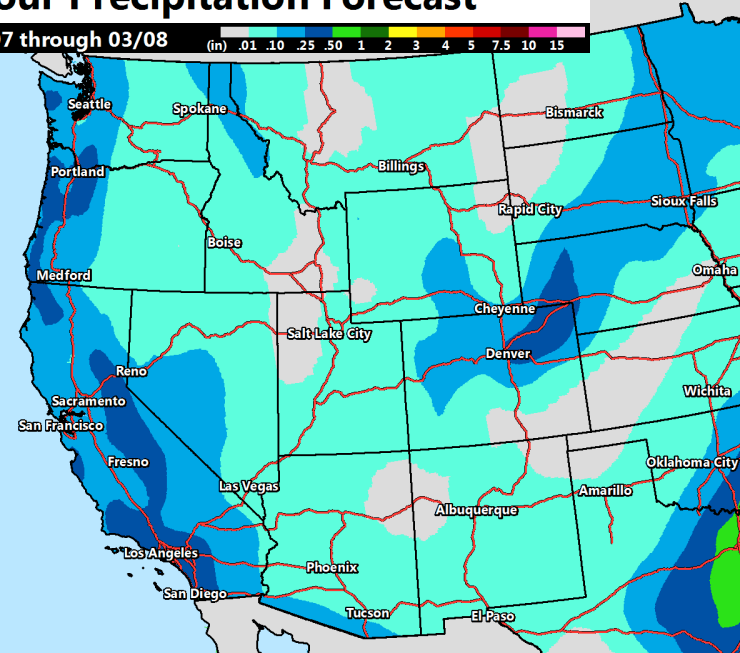 our Precipitation Forecast
07 through 03/08
(in) .01 .10 .25 .50 1 2 3 4 5 7.5 10 15
Seattle
Spokane
Bismarck
Portland
Billings
Sioux Falls
Rapid City
Boise
Medford
Omaha
Cheyenne
Salt Lake City
Denver
Reno
Wichita
Sacramento
San Francisco
Fresno
Oklahoma City
Las Vegas
Amarillo
Albuquerque
Los Angeles
Phoenix
San Diego
Tucson
El Paso